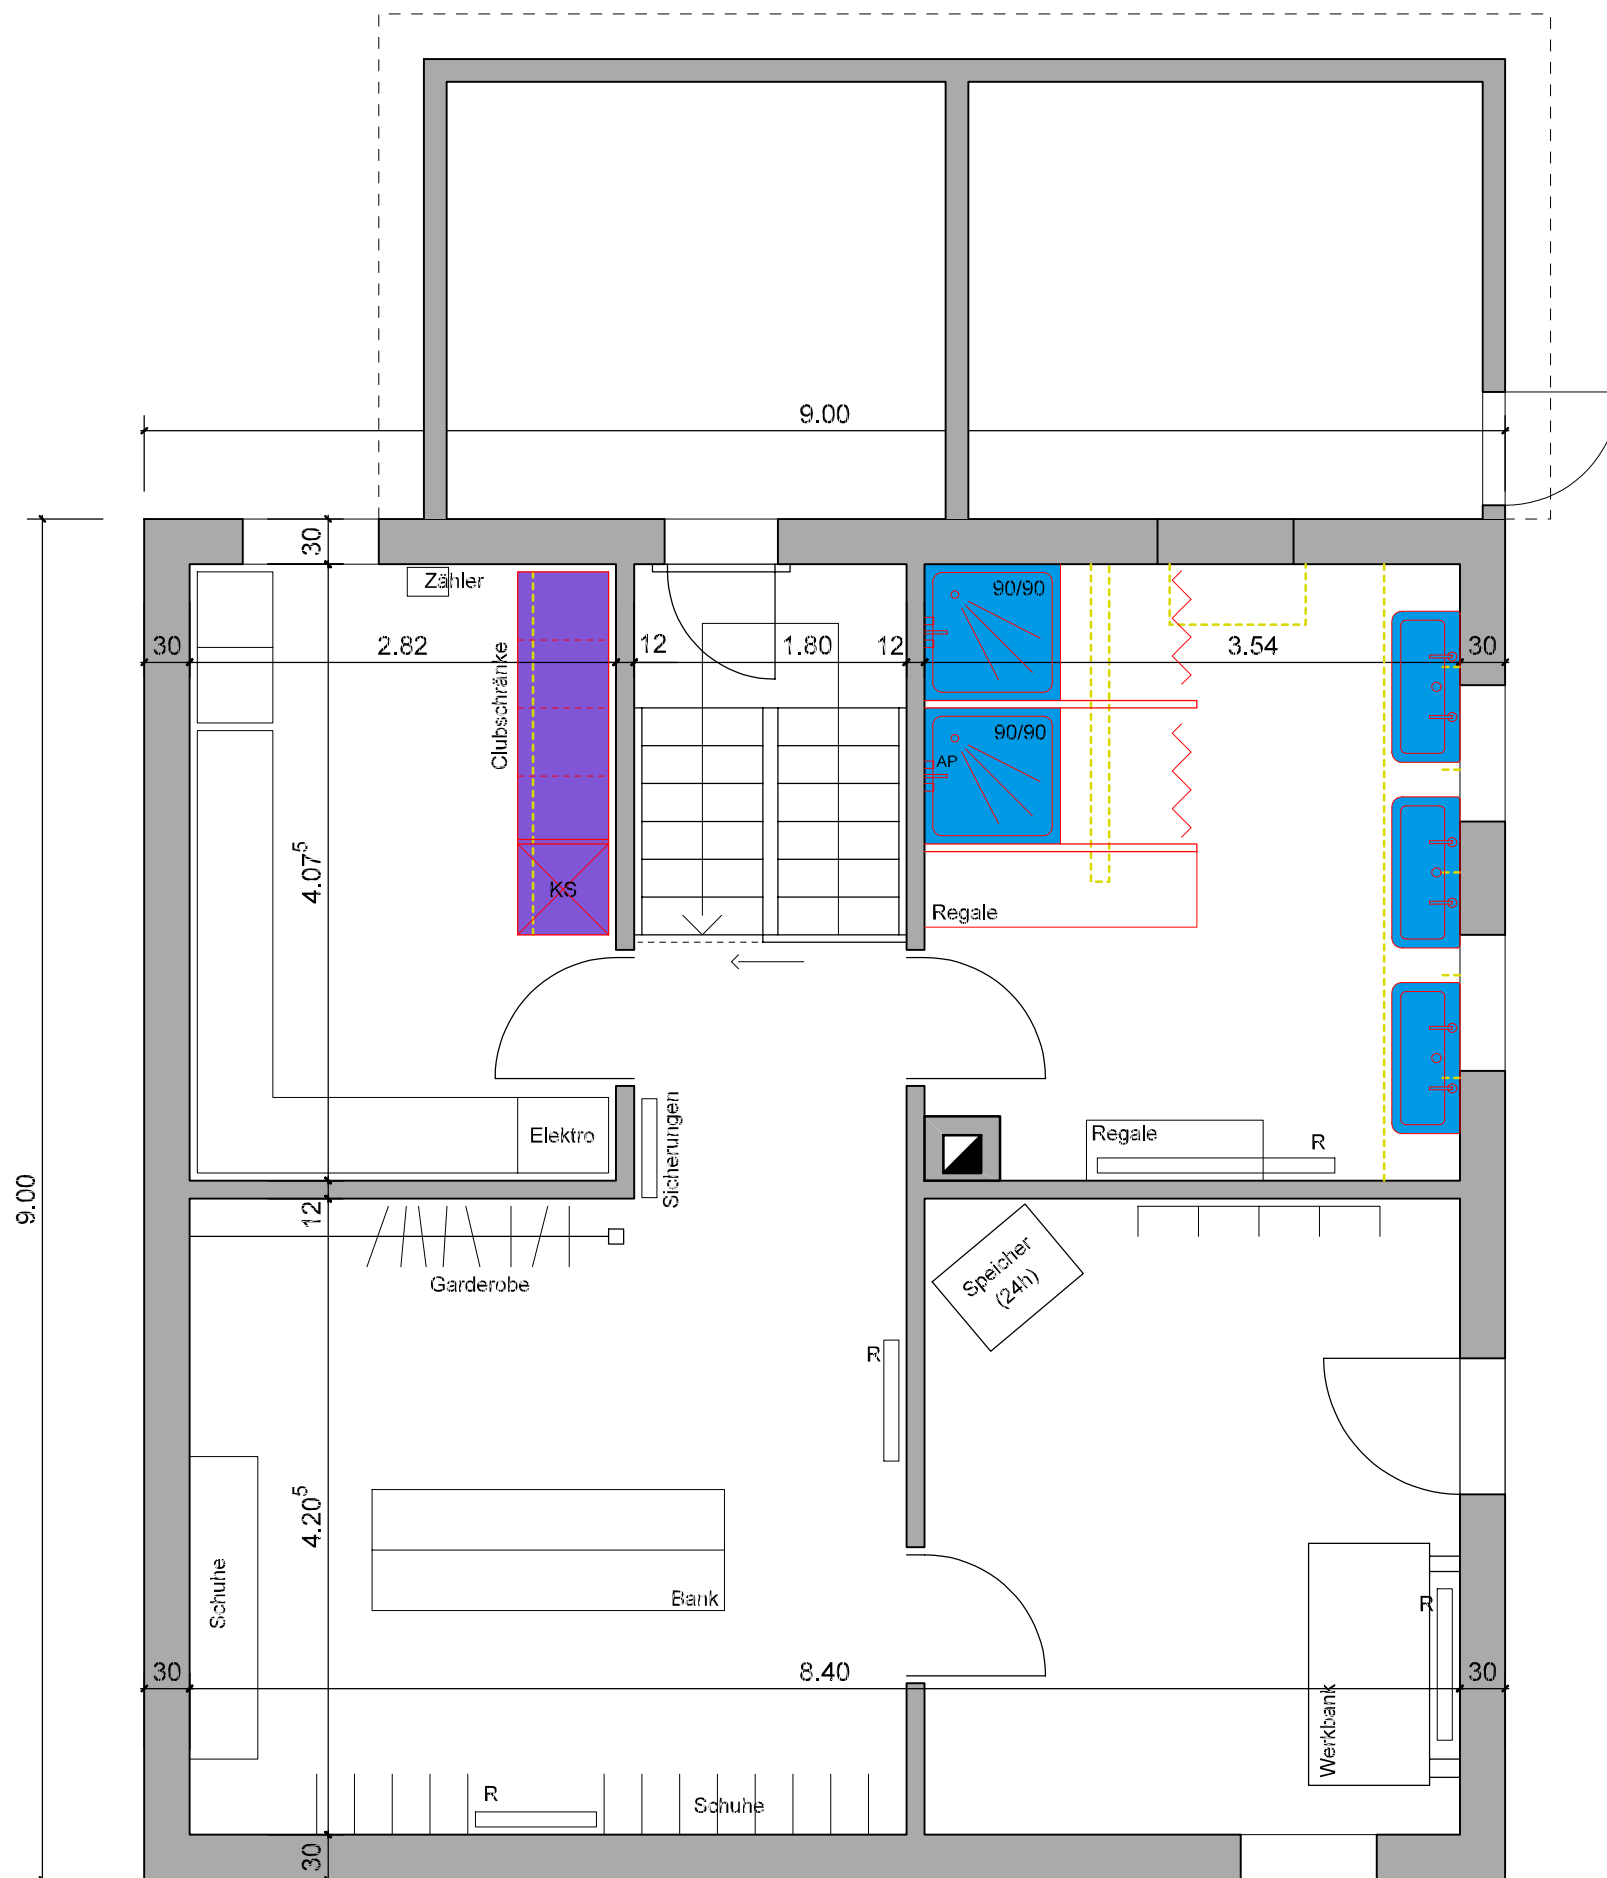 9.00
30
Zähler
90/90
30
2.82
12
1.80
12
3.54
30
Clubschränke
90/90
AP
4.07⁵
KS
Regale
9.00
Elektro
Sicherungen
Regale
R
12
Garderobe
Speicher
(24h)
R
4.20⁵
Schuhe
Bank
R
30
8.40
30
Werkbank
R
Schuhe
30